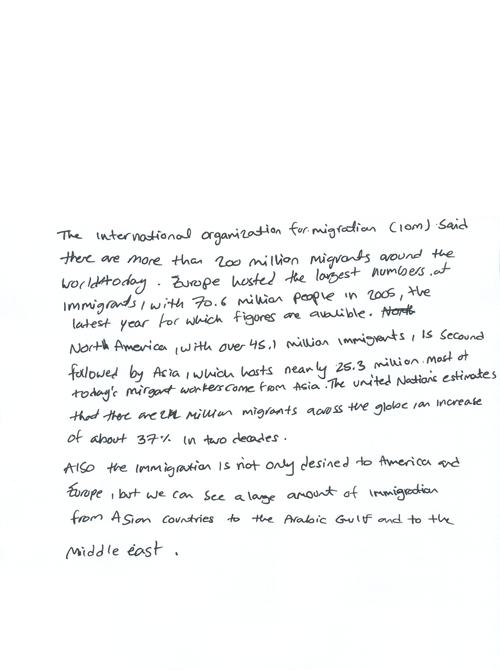 The international organization for migration (IOM) said
there are more than 200 million migrants around the
world today. Europe hosted the largest numbers of
immigrants, with 70.6 million people in 2005, the
latest year for which figures are avalible. North
North America, with over 45.1 million immigrants, is second
followed by Asia, which hosts nearly 25.3 million. most of
today's mirgant workers come from Asia. The united Nations estimates
that there are 214 million migrants across the globe, an increase
of about 37% in two decades.
Also the immigration is not only desined to America and
Europe, but we can see a large amount of immigration
from Asian countries to the Arabic Gulf and to the
middle east.